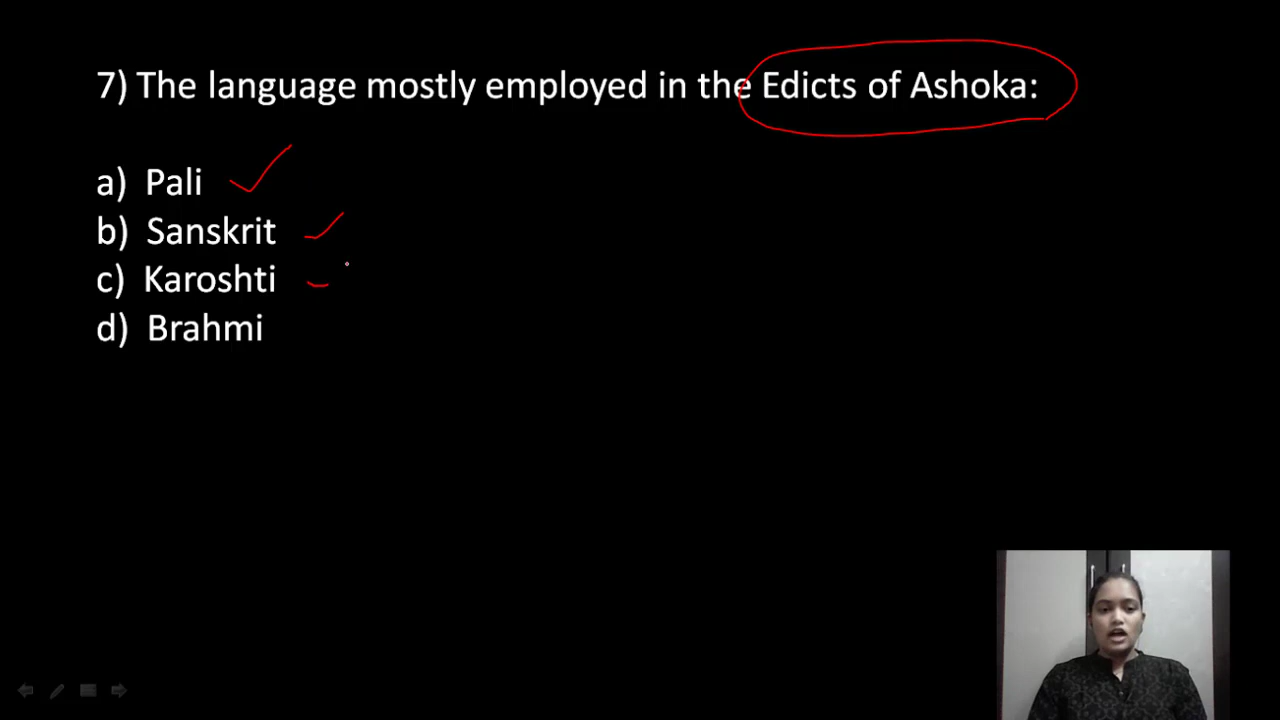 7) The language mostly employed in the Edicts of Ashoka:
a) Pali
b) Sanskrit
c) Karoshti
d) Brahmi